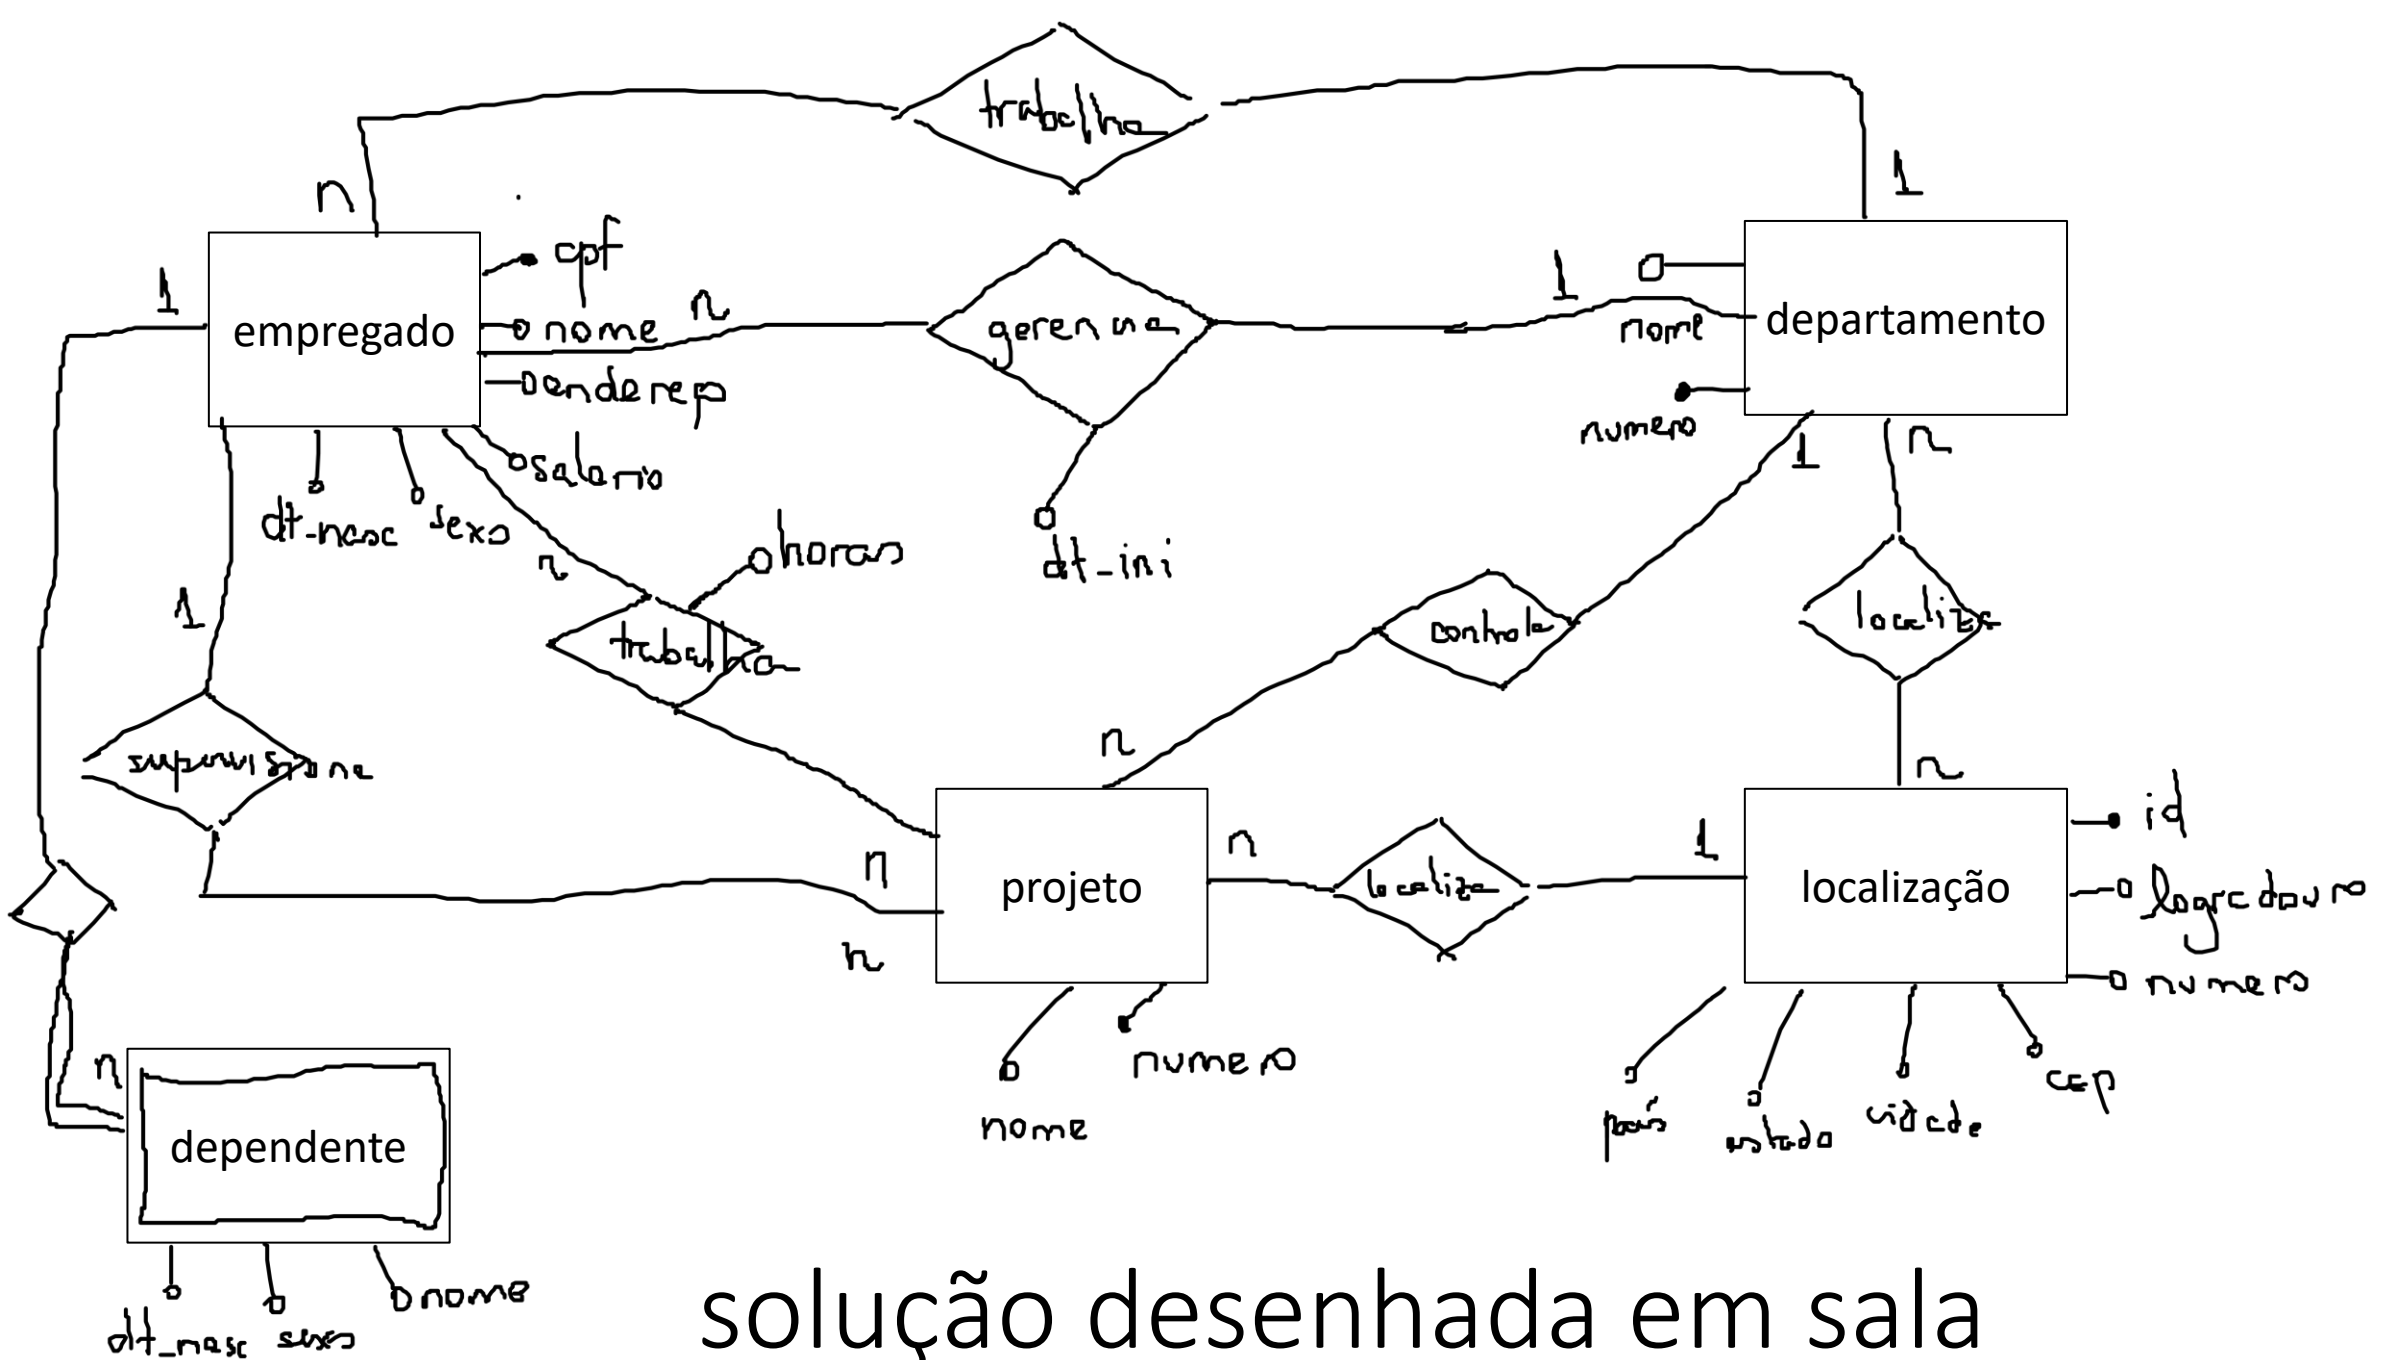 trabalha
n
1
empregado
cpf
nome
endereço
salario
sexo
dt_nasc
1
n
gerencia
dt_ini
1
departamento
nome
numero
1
n
horas
n
trabalha
controla
n
localiza
n
1
supervisiona
n
n
projeto
nome
numero
n
localiza
1
localização
id
logradouro
numero
cep
cidade
estado
país
n
dependente
dt_nasc
sexo
nome
solução desenhada em sala